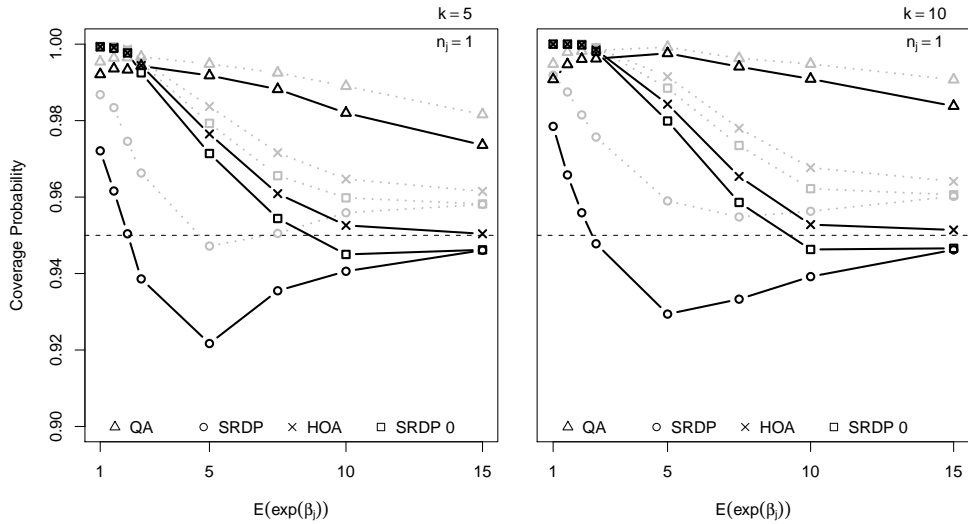 k = 5
n_j = 1
Coverage Probability
1.00
0.98
0.96
0.94
0.92
0.90
QA
SRDP
HOA
SRDP 0
1
5
10
15
E(exp(β_j))
k = 10
n_j = 1
QA
SRDP
HOA
SRDP 0
1
5
10
15
E(exp(β_j))